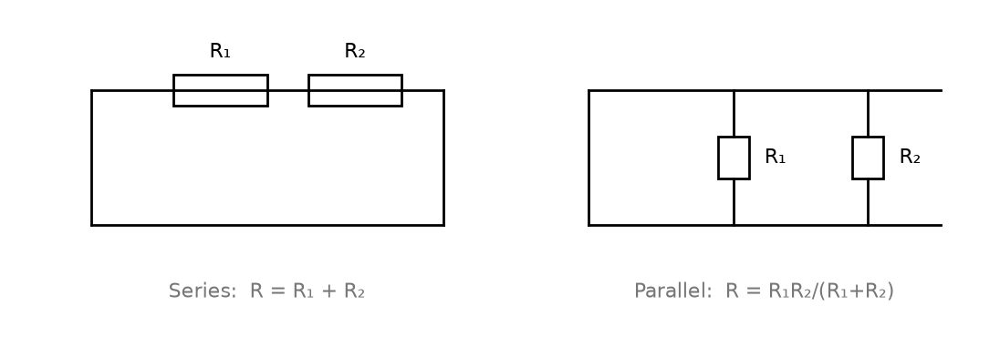 R₁ R₂
R₁ R₂
Series: R = R₁ + R₂
Parallel: R = R₁R₂/(R₁+R₂)